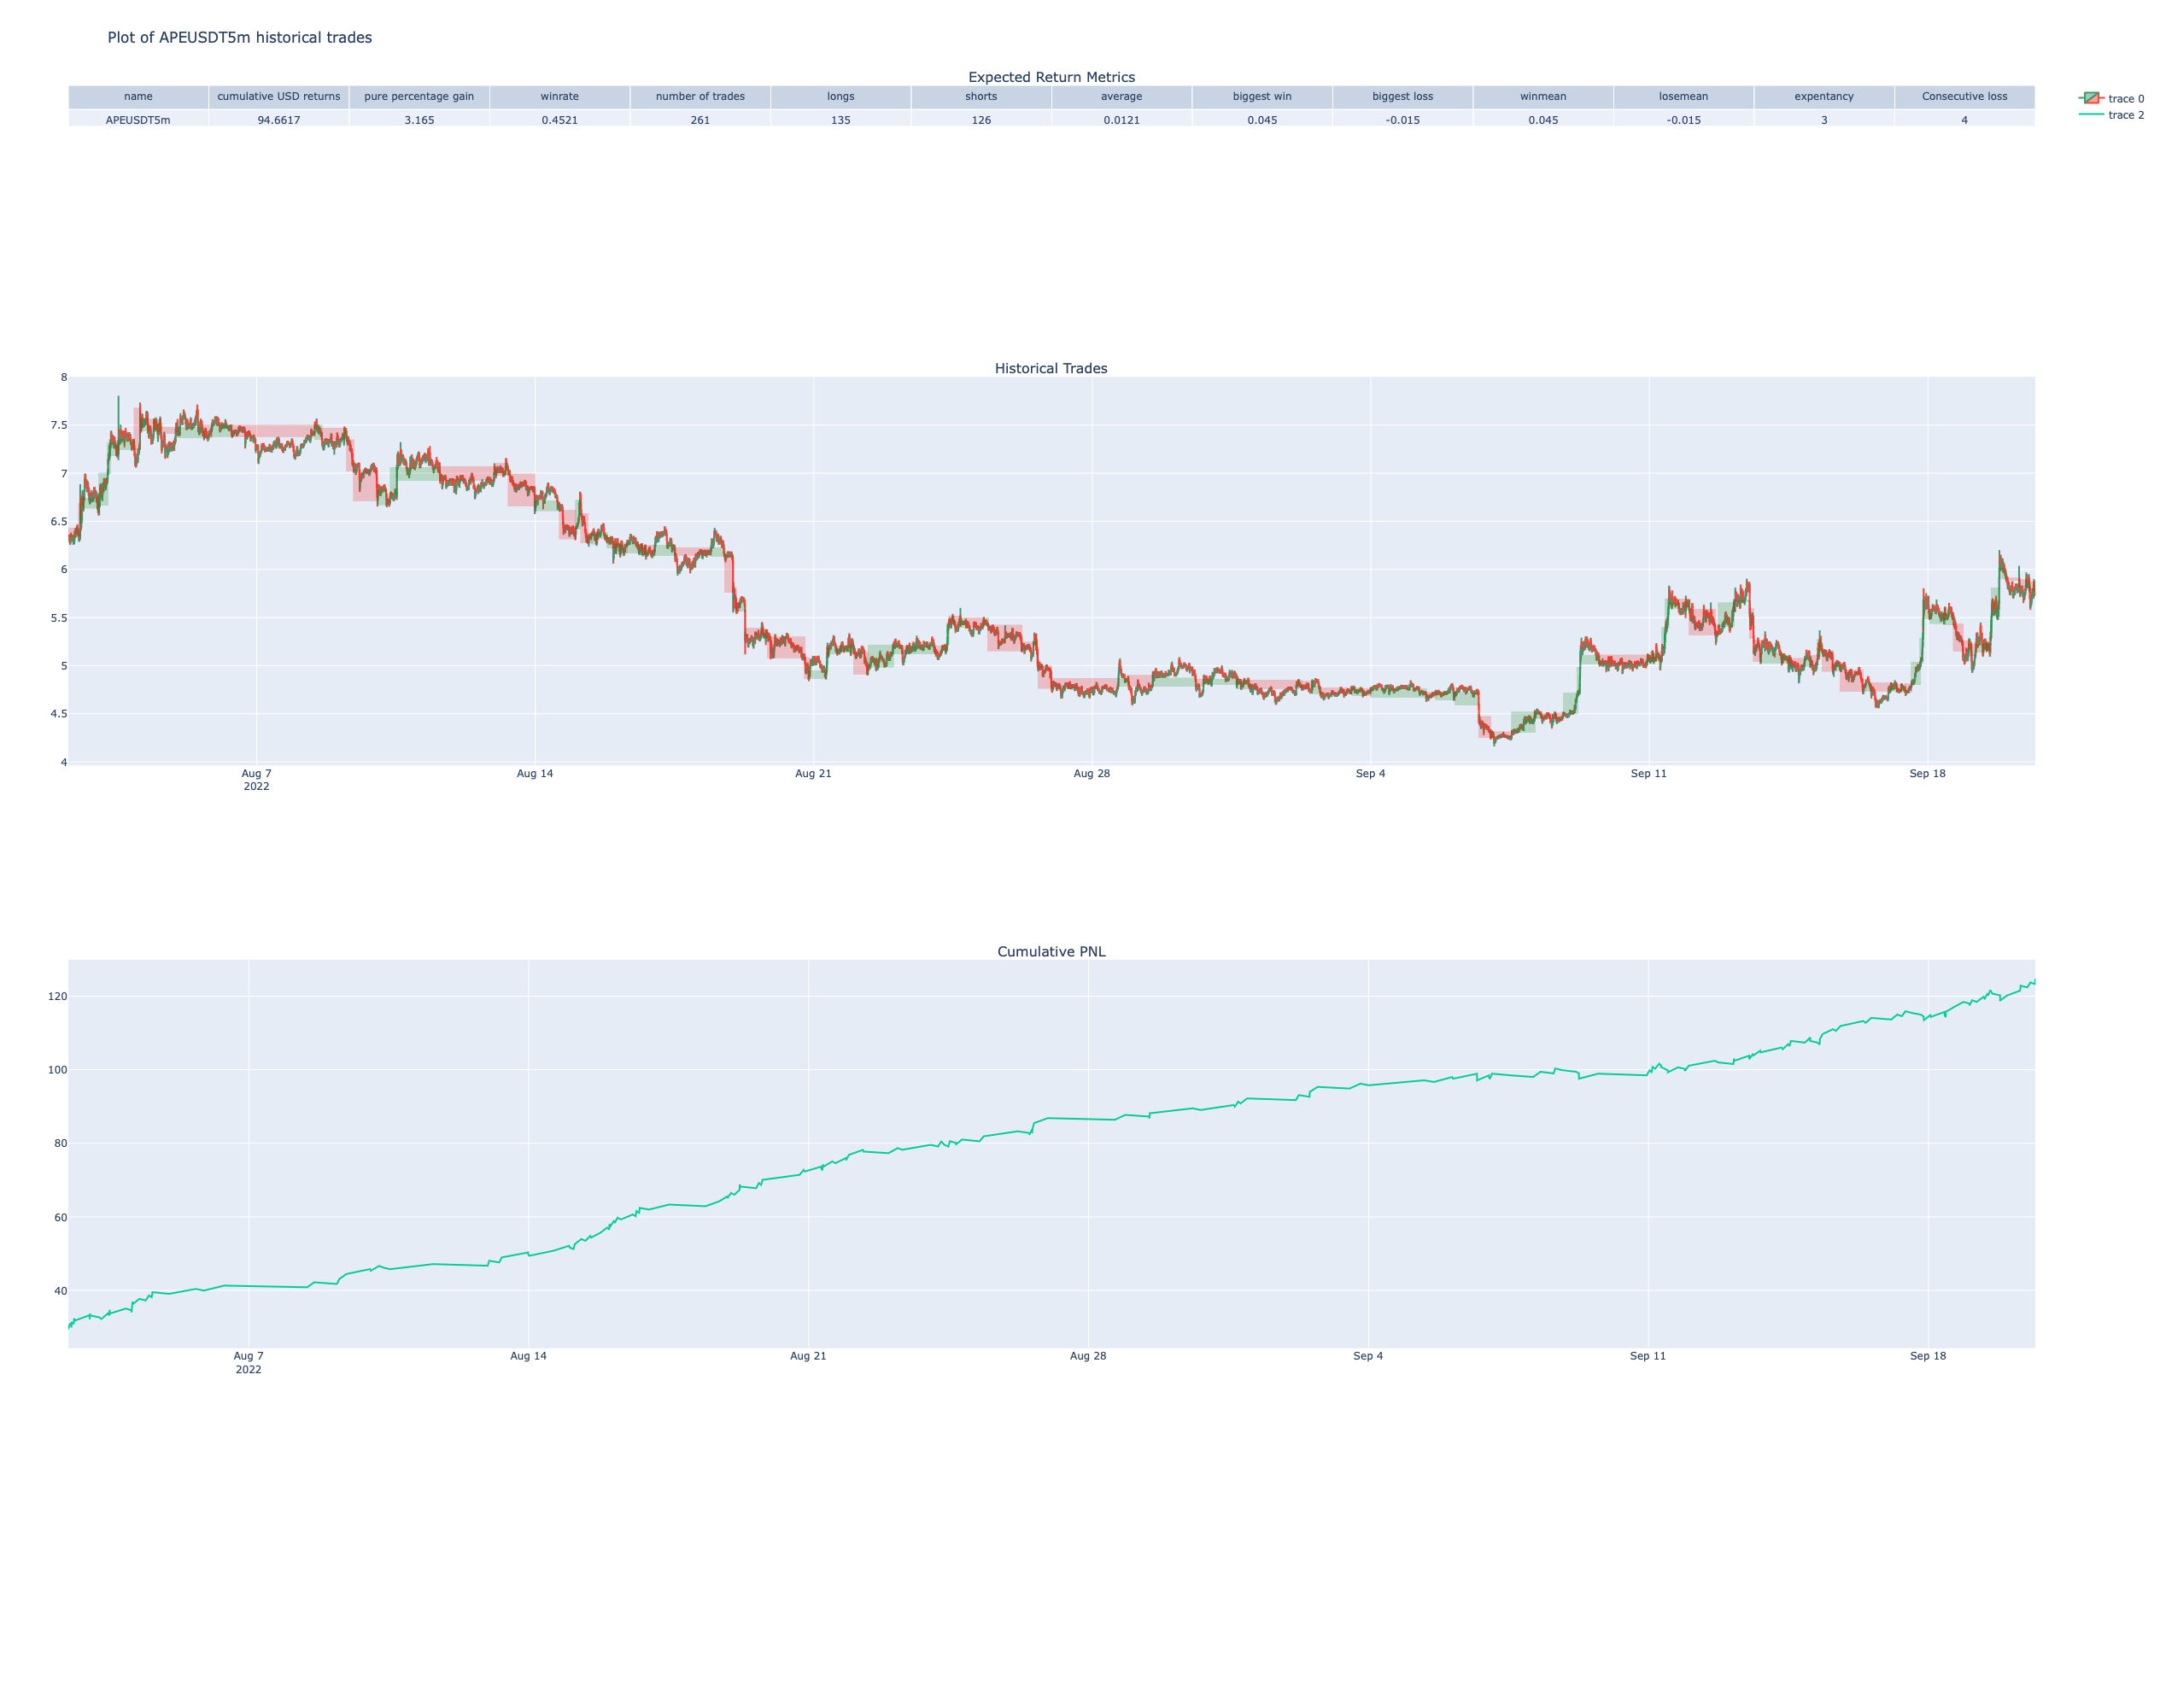 Plot of APEUSDT5m historical trades
Expected Return Metrics
name cumulative USD returns pure percentage gain winrate number of trades longs shorts average biggest win biggest loss winmean losemean expentancy Consecutive loss
APEUSDT5m 94.6617 3.165 0.4521 261 135 126 0.0121 0.045 -0.015 0.045 -0.015 3 4
trace 0
trace 2
Historical Trades
8
7.5
7
6.5
6
5.5
5
4.5
4
Aug 7 Aug 14 Aug 21 Aug 28 Sep 4 Sep 11 Sep 18
2022
Cumulative PNL
120
100
80
60
40
Aug 7 Aug 14 Aug 21 Aug 28 Sep 4 Sep 11 Sep 18
2022